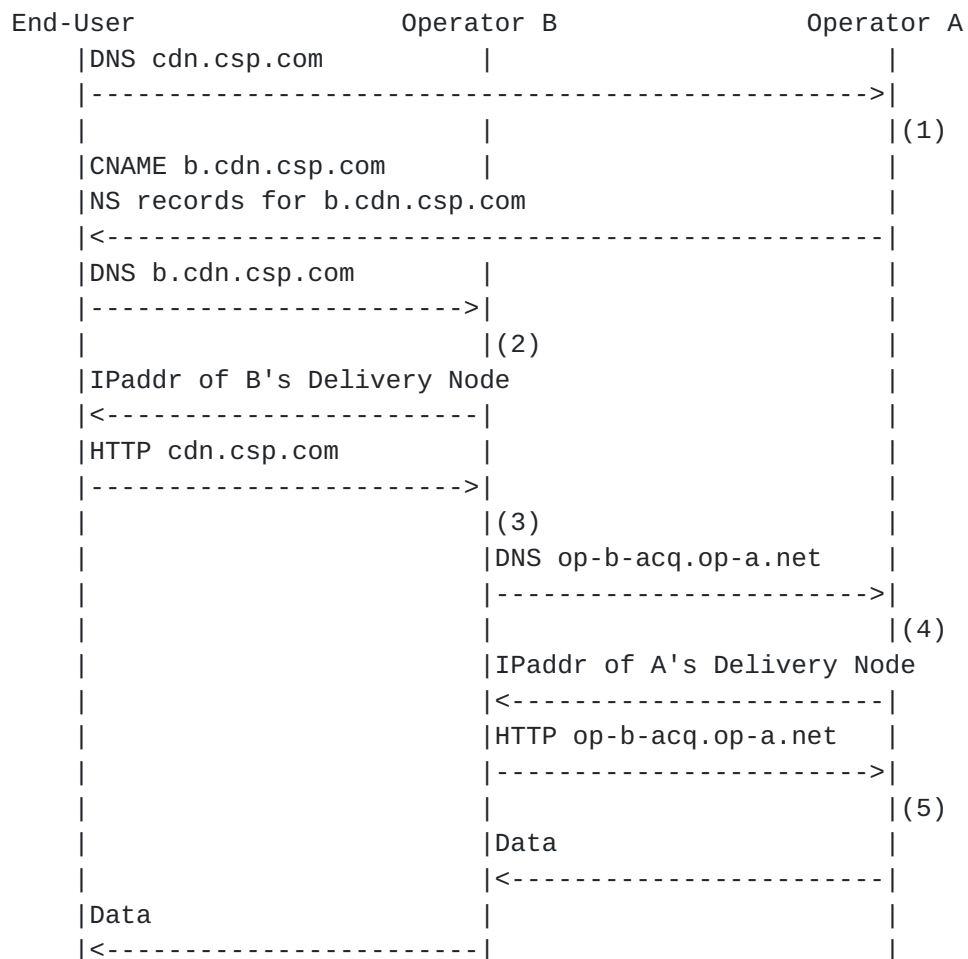 End-User Operator B Operator A
|DNS cdn.csp.com | |
|-------------------------------------------------->|
| | |(1)
|CNAME b.cdn.csp.com | |
|NS records for b.cdn.csp.com |
|<--------------------------------------------------|
|DNS b.cdn.csp.com | |
|------------------------>| |
| |(2) |
|IPaddr of B's Delivery Node |
|<------------------------| |
|HTTP cdn.csp.com | |
|------------------------>| |
| |(3) |
| |DNS op-b-acq.op-a.net |
| |------------------------>|
| | |(4)
| |IPaddr of A's Delivery Node
| |<------------------------|
| |HTTP op-b-acq.op-a.net |
| |------------------------>|
| | |(5)
| |Data |
| |<------------------------|
|Data | |
|<------------------------| |